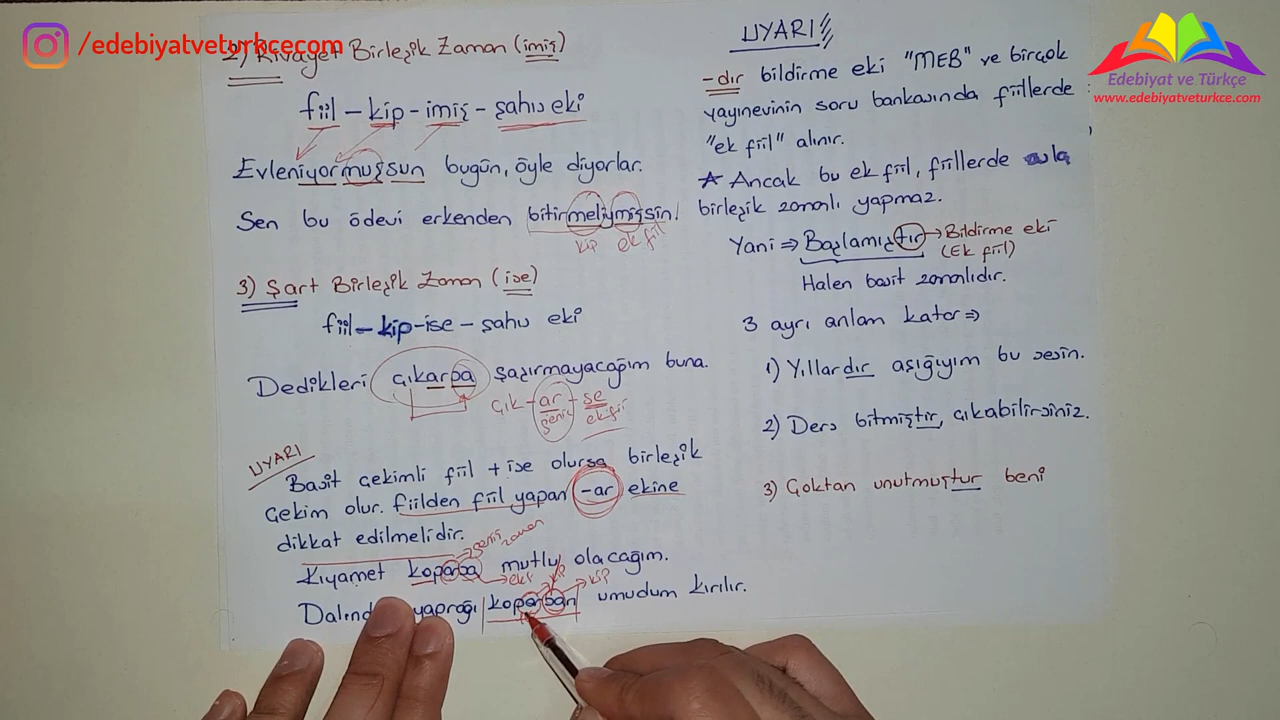 /edebiyatveturkcecom
2) Rivayet Birleşik Zaman (imiş)
fiil - kip - imiş - şahıs eki
Evleniyormuşsun bugün, öyle diyorlar.
Sen bu ödevi erkenden bitirmeliymişsin!
kip ek fiil
3) Şart Birleşik Zaman (ise)
fiil - kip - ise - şahıs eki
Dedikleri çıkarsa şaşırmayacağım buna.
çık - ar - se
geniş ek fiil
UYARI
Basit çekimli fiil + ise olursa birleşik
çekim olur. fiilden fiil yapan -ar ekine
dikkat edilmelidir.
geniş zaman
Kıyamet koparsa mutlu olacağım.
kip
yaprağı koparsan umudum kırılır.
UYARI
-dır bildirme eki "MEB" ve birçok
yayınevinin soru bankasında fiillerde
"ek fiil" alınır.
Ancak bu ek fiil, fiillerde
birleşik zamanlı yapmaz.
Yani ⇒ Başlamıştır → Bildirme eki
(Ek fiil)
Halen basit zamanlıdır.
3 ayrı anlam katar ⇒
1) Yıllardır aşığıyım bu sesin.
2) Ders bitmiştir, çıkabilirsiniz.
3) Çoktan unutmuştur beni
Edebiyat ve Türkçe
www.edebiyatveturkce.com